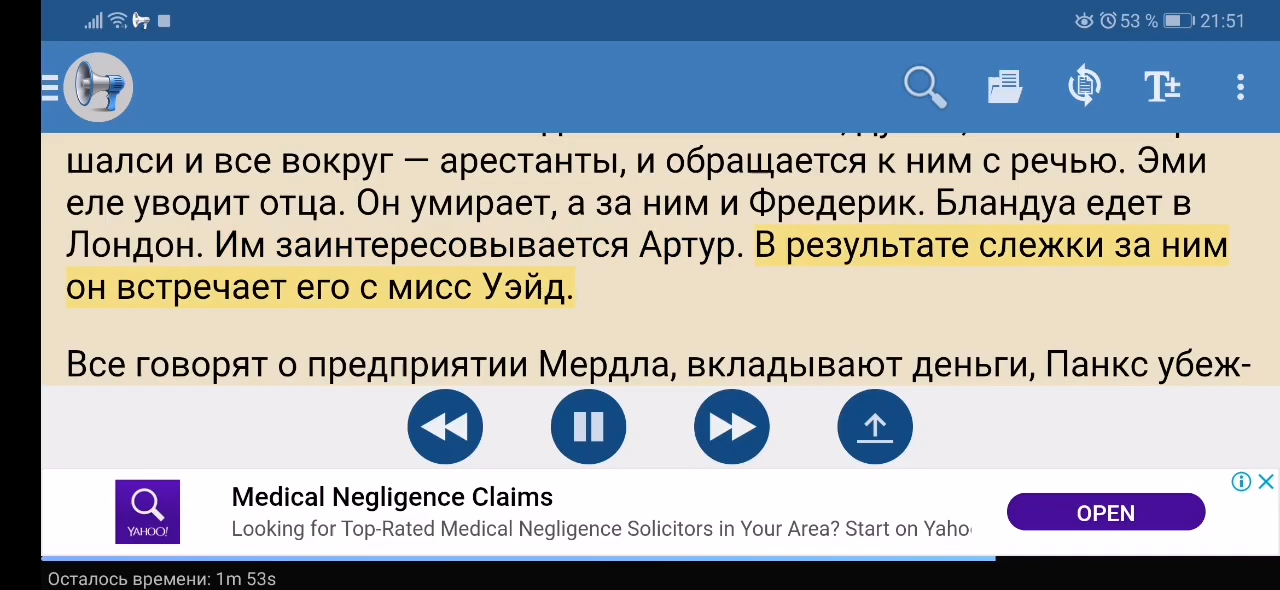 53 % 21:51
T±
шалси и все вокруг — арестанты, и обращается к ним с речью. Эми
еле уводит отца. Он умирает, а за ним и Фредерик. Бландуа едет в
Лондон. Им заинтересовывается Артур. В результате слежки за ним
он встречает его с мисс Уэйд.
Все говорят о предприятии Мердла, вкладывают деньги, Панкс убеж-
YAHOO!
Medical Negligence Claims
Looking for Top-Rated Medical Negligence Solicitors in Your Area? Start on Yaho
OPEN
Осталось времени: 1m 53s